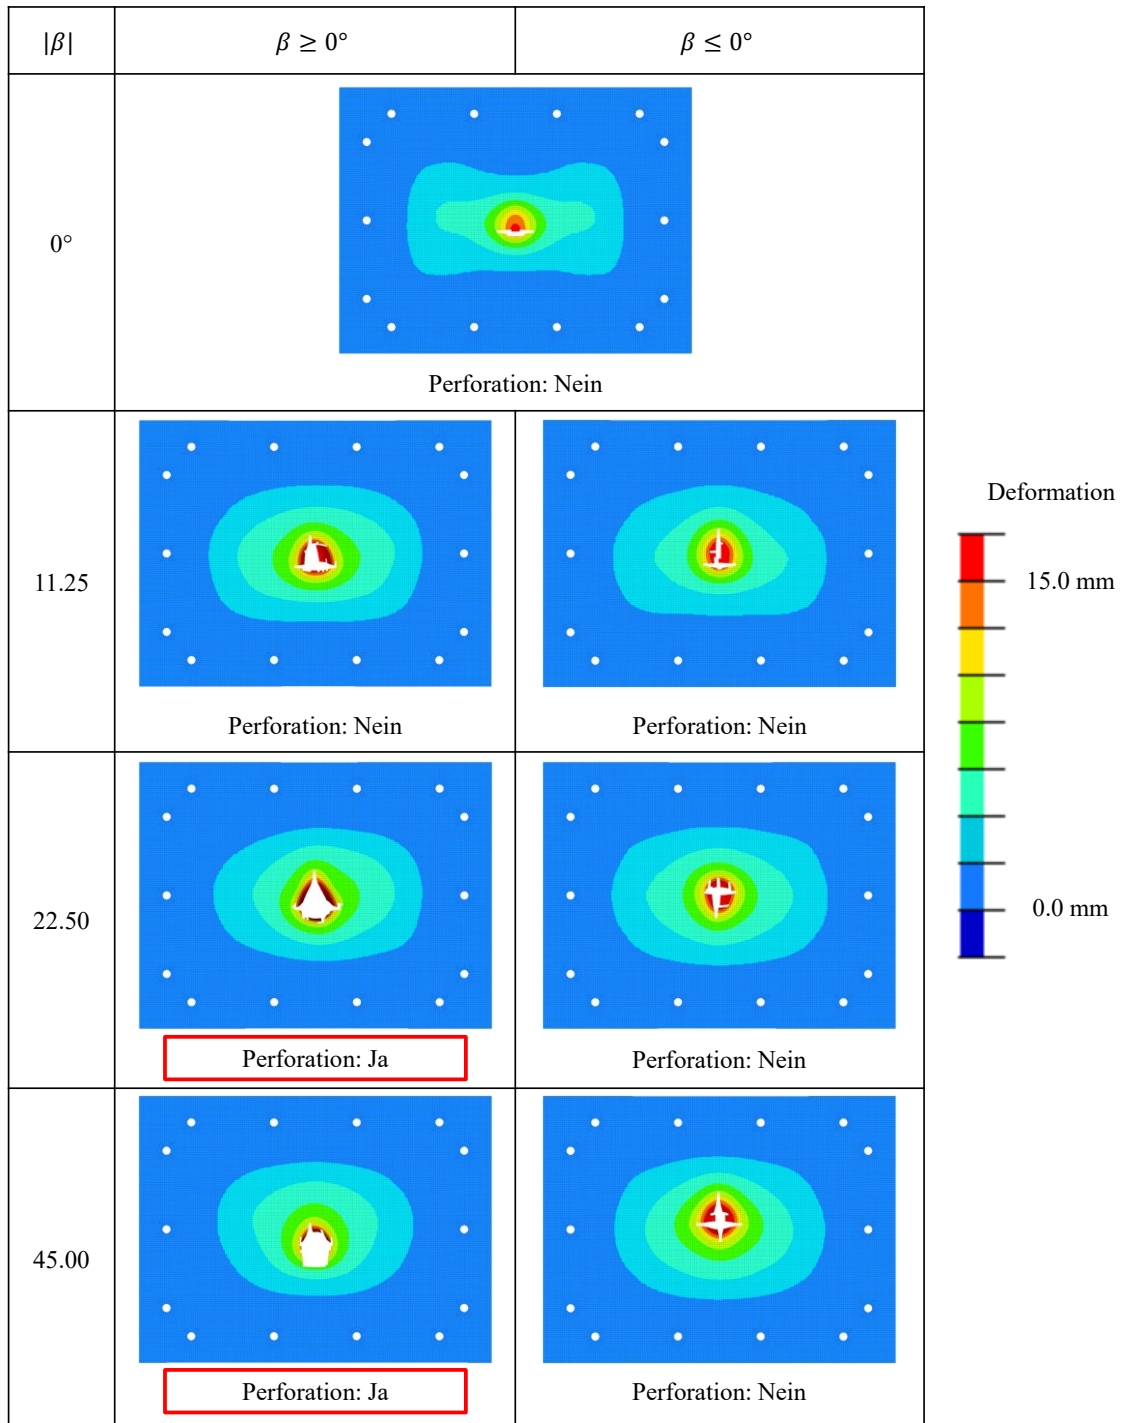 |β| β ≥ 0° β ≤ 0°
0°
Perforation: Nein
11.25
Perforation: Nein Perforation: Nein
22.50
Perforation: Ja Perforation: Nein
45.00
Perforation: Ja Perforation: Nein
Deformation
15.0 mm
0.0 mm